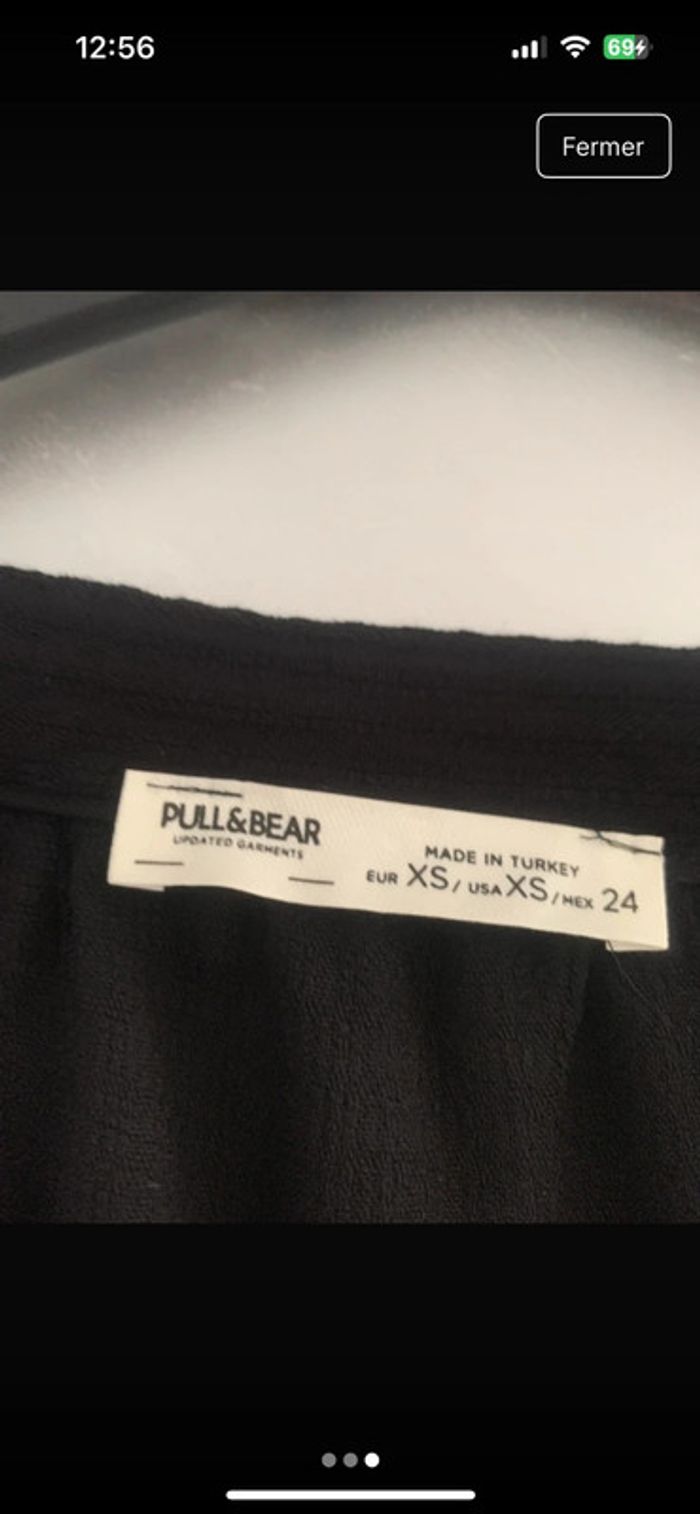 12:56
69
Fermer
PULL&BEAR
UPDATED GARMENTS
MADE IN TURKEY
EUR XS / USA XS / MEX 24